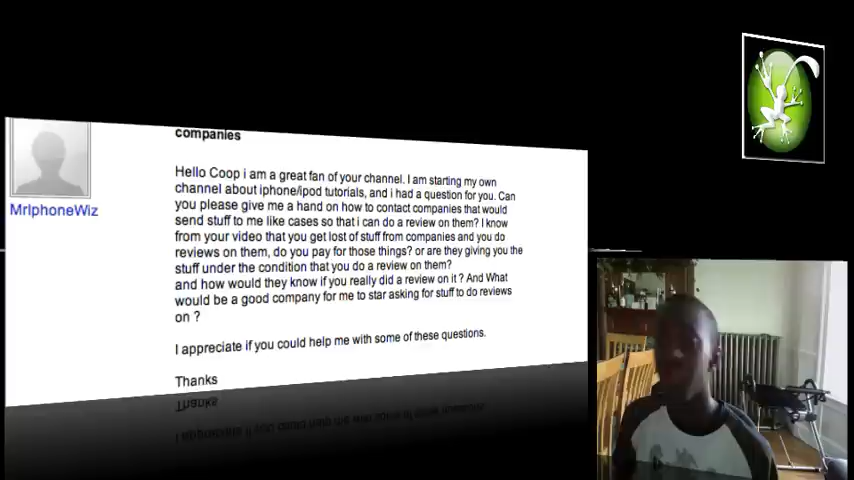 companies
MrIphoneWiz
Hello Coop i am a great fan of your channel. I am starting my own
channel about iphone/ipod tutorials, and i had a question for you. Can
you please give me a hand on how to contact companies that would
send stuff to me like cases so that i can do a review on them? I know
from your video that you get lost of stuff from companies and you do
reviews on them, do you pay for those things? or are they giving you the
stuff under the condition that you do a review on them?
and how would they know if you really did a review on it ? And What
would be a good company for me to star asking for stuff to do reviews
on ?
I appreciate if you could help me with some of these questions.
Thanks